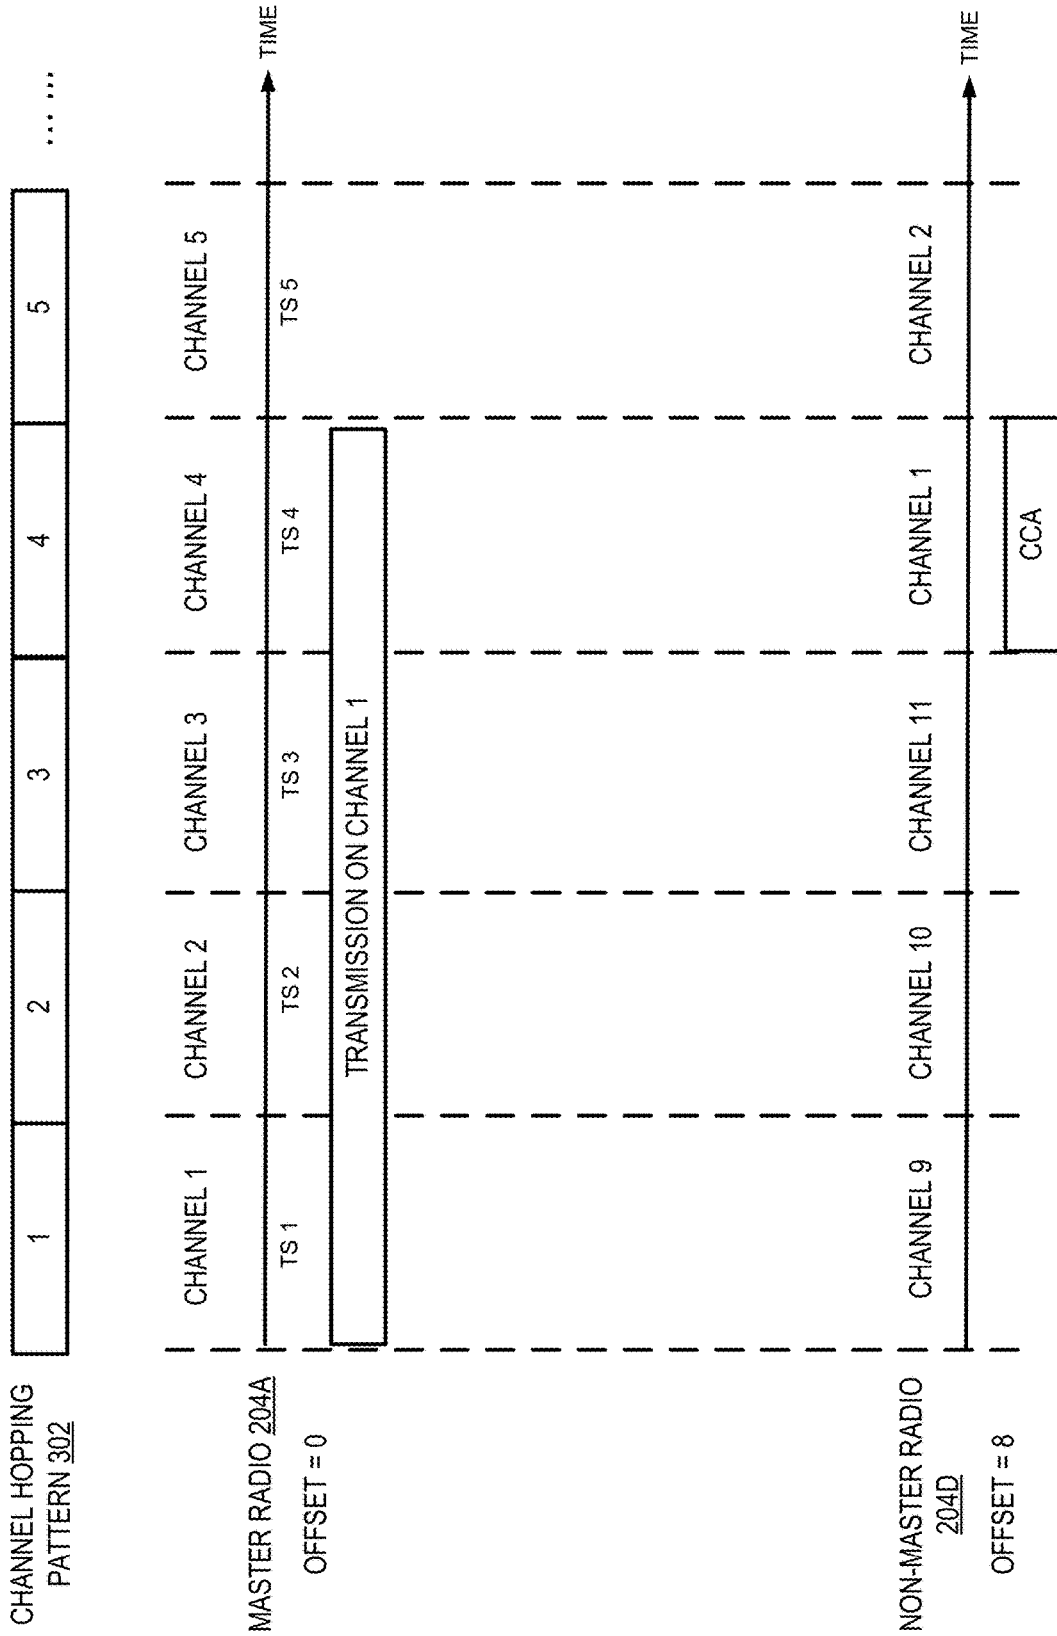 CHANNEL HOPPING
PATTERN 302
1 2 3 4 5 ... ...
CHANNEL 1 CHANNEL 2 CHANNEL 3 CHANNEL 4 CHANNEL 5
MASTER RADIO 204A
TIME
OFFSET = 0
TS 1 TS 2 TS 3 TS 4 TS 5
TRANSMISSION ON CHANNEL 1
NON-MASTER RADIO
204D
CHANNEL 9 CHANNEL 10 CHANNEL 11 CHANNEL 1 CHANNEL 2
TIME
OFFSET = 8
CCA